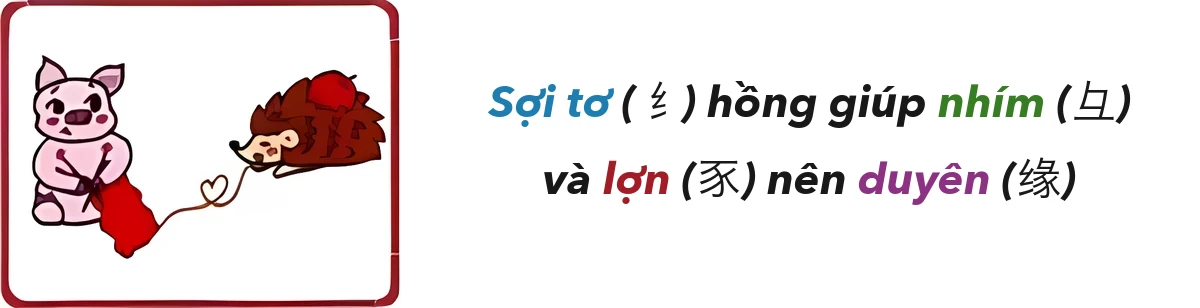 Sợi tơ (纟) hồng giúp nhím (彑)
và lợn (豕) nên duyên (缘)